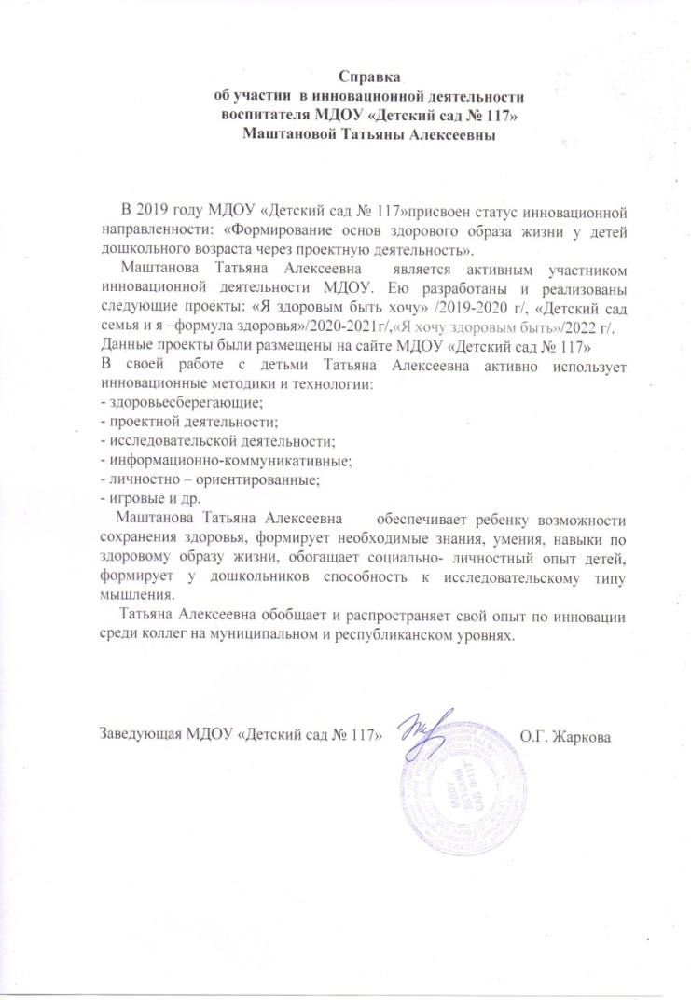 Справка
об участии в инновационной деятельности
воспитателя МДОУ «Детский сад № 117»
Маштановой Татьяны Алексеевны
В 2019 году МДОУ «Детский сад № 117»присвоен статус инновационной
направленности: «Формирование основ здорового образа жизни у детей
дошкольного возраста через проектную деятельность».
Маштанова Татьяна Алексеевна является активным участником
инновационной деятельности МДОУ. Ею разработаны и реализованы
следующие проекты: «Я здоровым быть хочу» /2019-2020 г/, «Детский сад
семья и я –формула здоровья»/2020-2021г/,«Я хочу здоровым быть»/2022 г/.
Данные проекты были размещены на сайте МДОУ «Детский сад № 117»
В своей работе с детьми Татьяна Алексеевна активно использует
инновационные методики и технологии:
- здоровьесберегающие;
- проектной деятельности;
- исследовательской деятельности;
- информационно-коммуникативные;
- личностно – ориентированные;
- игровые и др.
Маштанова Татьяна Алексеевна обеспечивает ребенку возможности
сохранения здоровья, формирует необходимые знания, умения, навыки по
здоровому образу жизни, обогащает социально- личностный опыт детей,
формирует у дошкольников способность к исследовательскому типу
мышления.
Татьяна Алексеевна обобщает и распространяет свой опыт по инновации
среди коллег на муниципальном и республиканском уровнях.
Заведующая МДОУ «Детский сад № 117» О.Г. Жаркова
МДОУ
"ДЕТСКИЙ
САД №117"